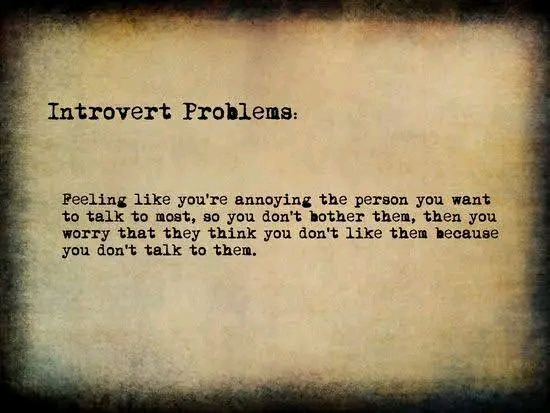 Introvert Problems:
Feeling like you're annoying the person you want
to talk to most, so you don't bother them, then you
worry that they think you don't like them because
you don't talk to them.